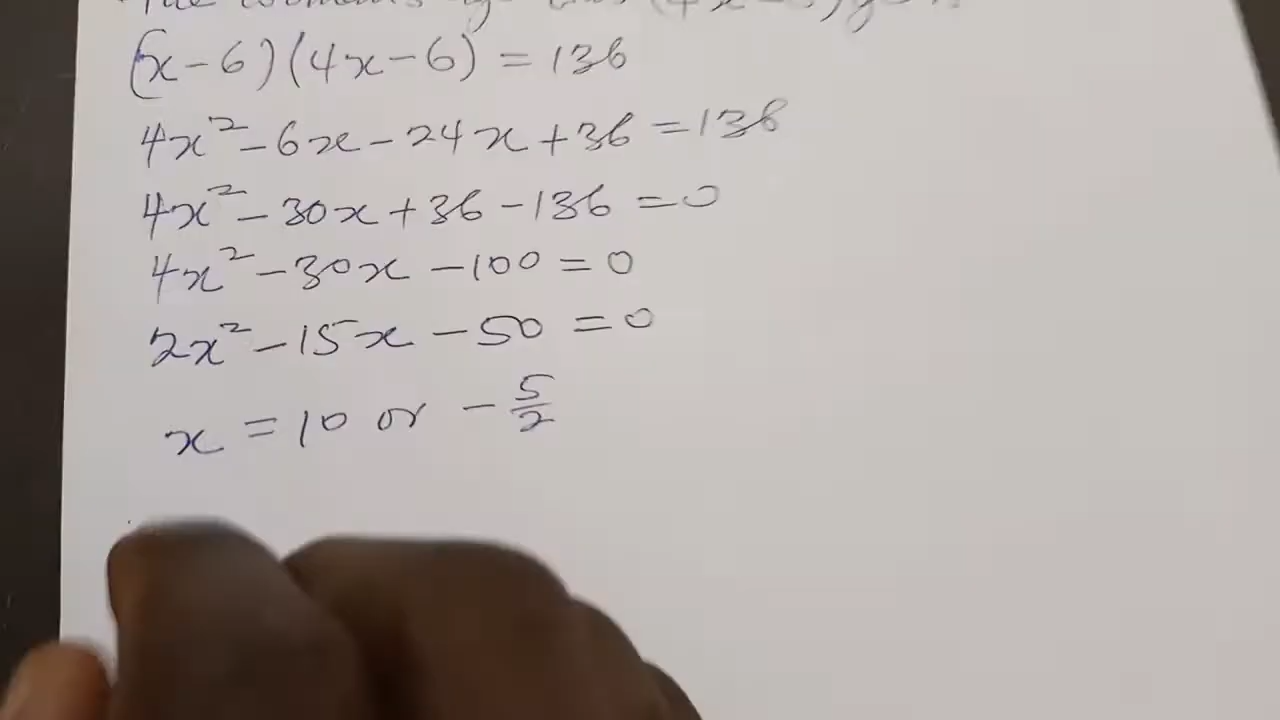 (x-6)(4x-6) = 136
4x²-6x-24x+36 = 136
4x²-30x+36-136 = 0
4x²-30x-100 = 0
2x²-15x-50 = 0
x = 10 or -5/2